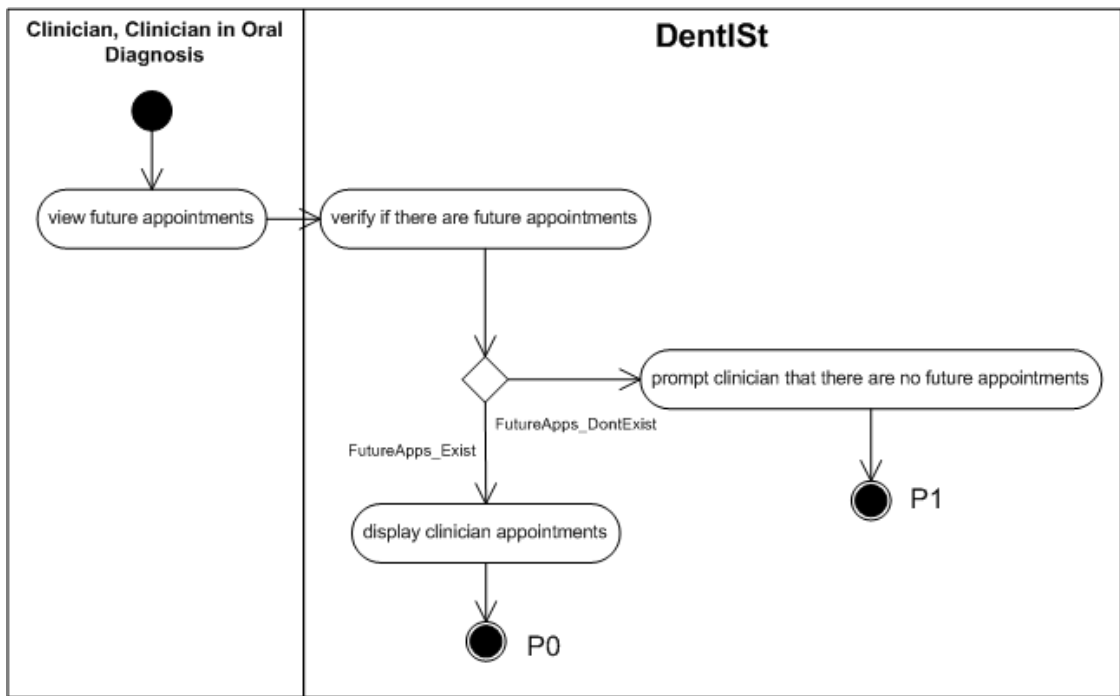 Clinician, Clinician in Oral
Diagnosis
DentISt
view future appointments
verify if there are future appointments
prompt clinician that there are no future appointments
FutureApps_DontExist
FutureApps_Exist
P1
display clinician appointments
P0